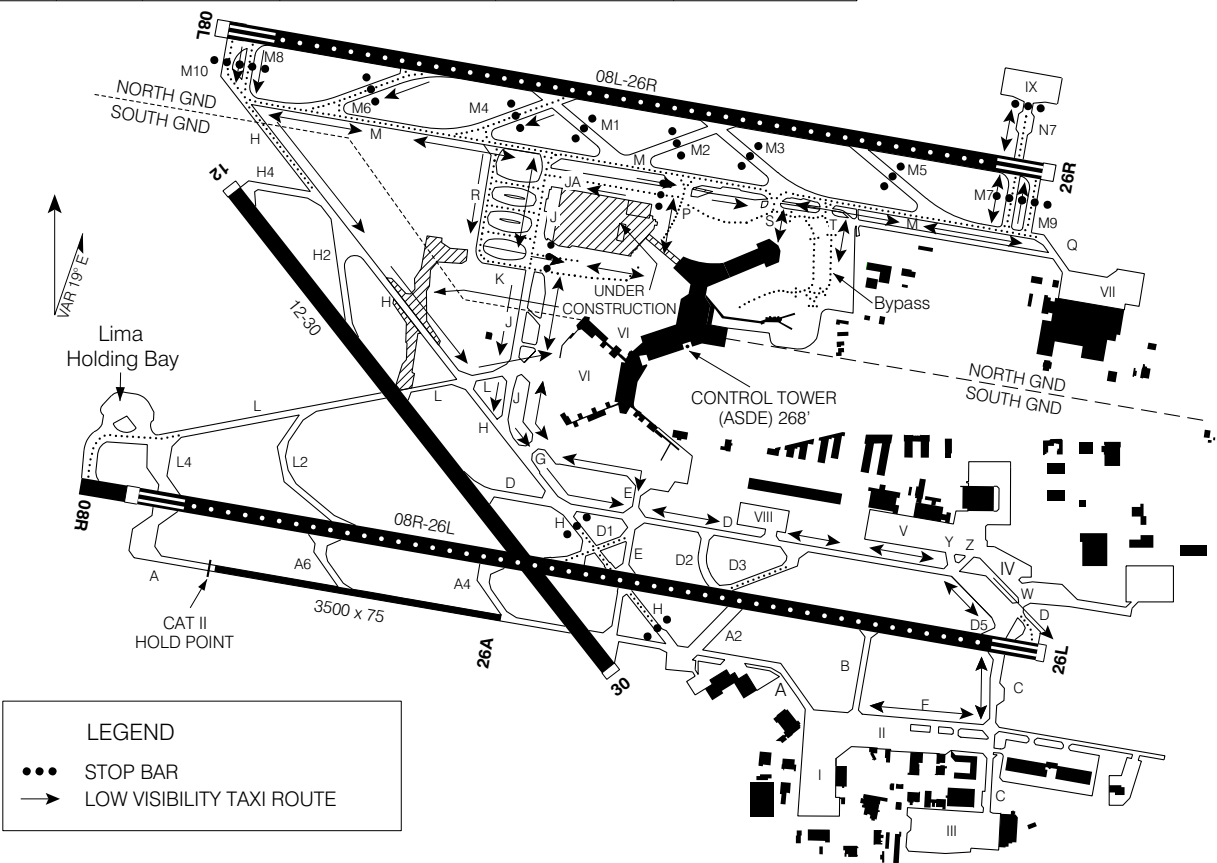 08L
M8
M10
NORTH GND
SOUTH GND
M6
M4
08L-26R
M1
M2
M3
M5
M7
M9
IX
N7
26R
H
M
M
M
H4
12
R
JA
J
P
S
T
Q
VAR 19° E
H2
12-30
H
K
J
UNDER
CONSTRUCTION
Bypass
VII
VI
VI
Lima
Holding Bay
L
L
L
J
H
NORTH GND
SOUTH GND
CONTROL TOWER
(ASDE) 268'
L4
L2
G
D
E
D
VIII
V
Y
Z
IV
W
D
08R
08R-26L
H
D1
E
D2
D3
D5
26L
A
A6
A4
3500 x 75
CAT II
HOLD POINT
26A
H
A2
30
A
B
C
F
II
I
C
III
LEGEND
STOP BAR
LOW VISIBILITY TAXI ROUTE